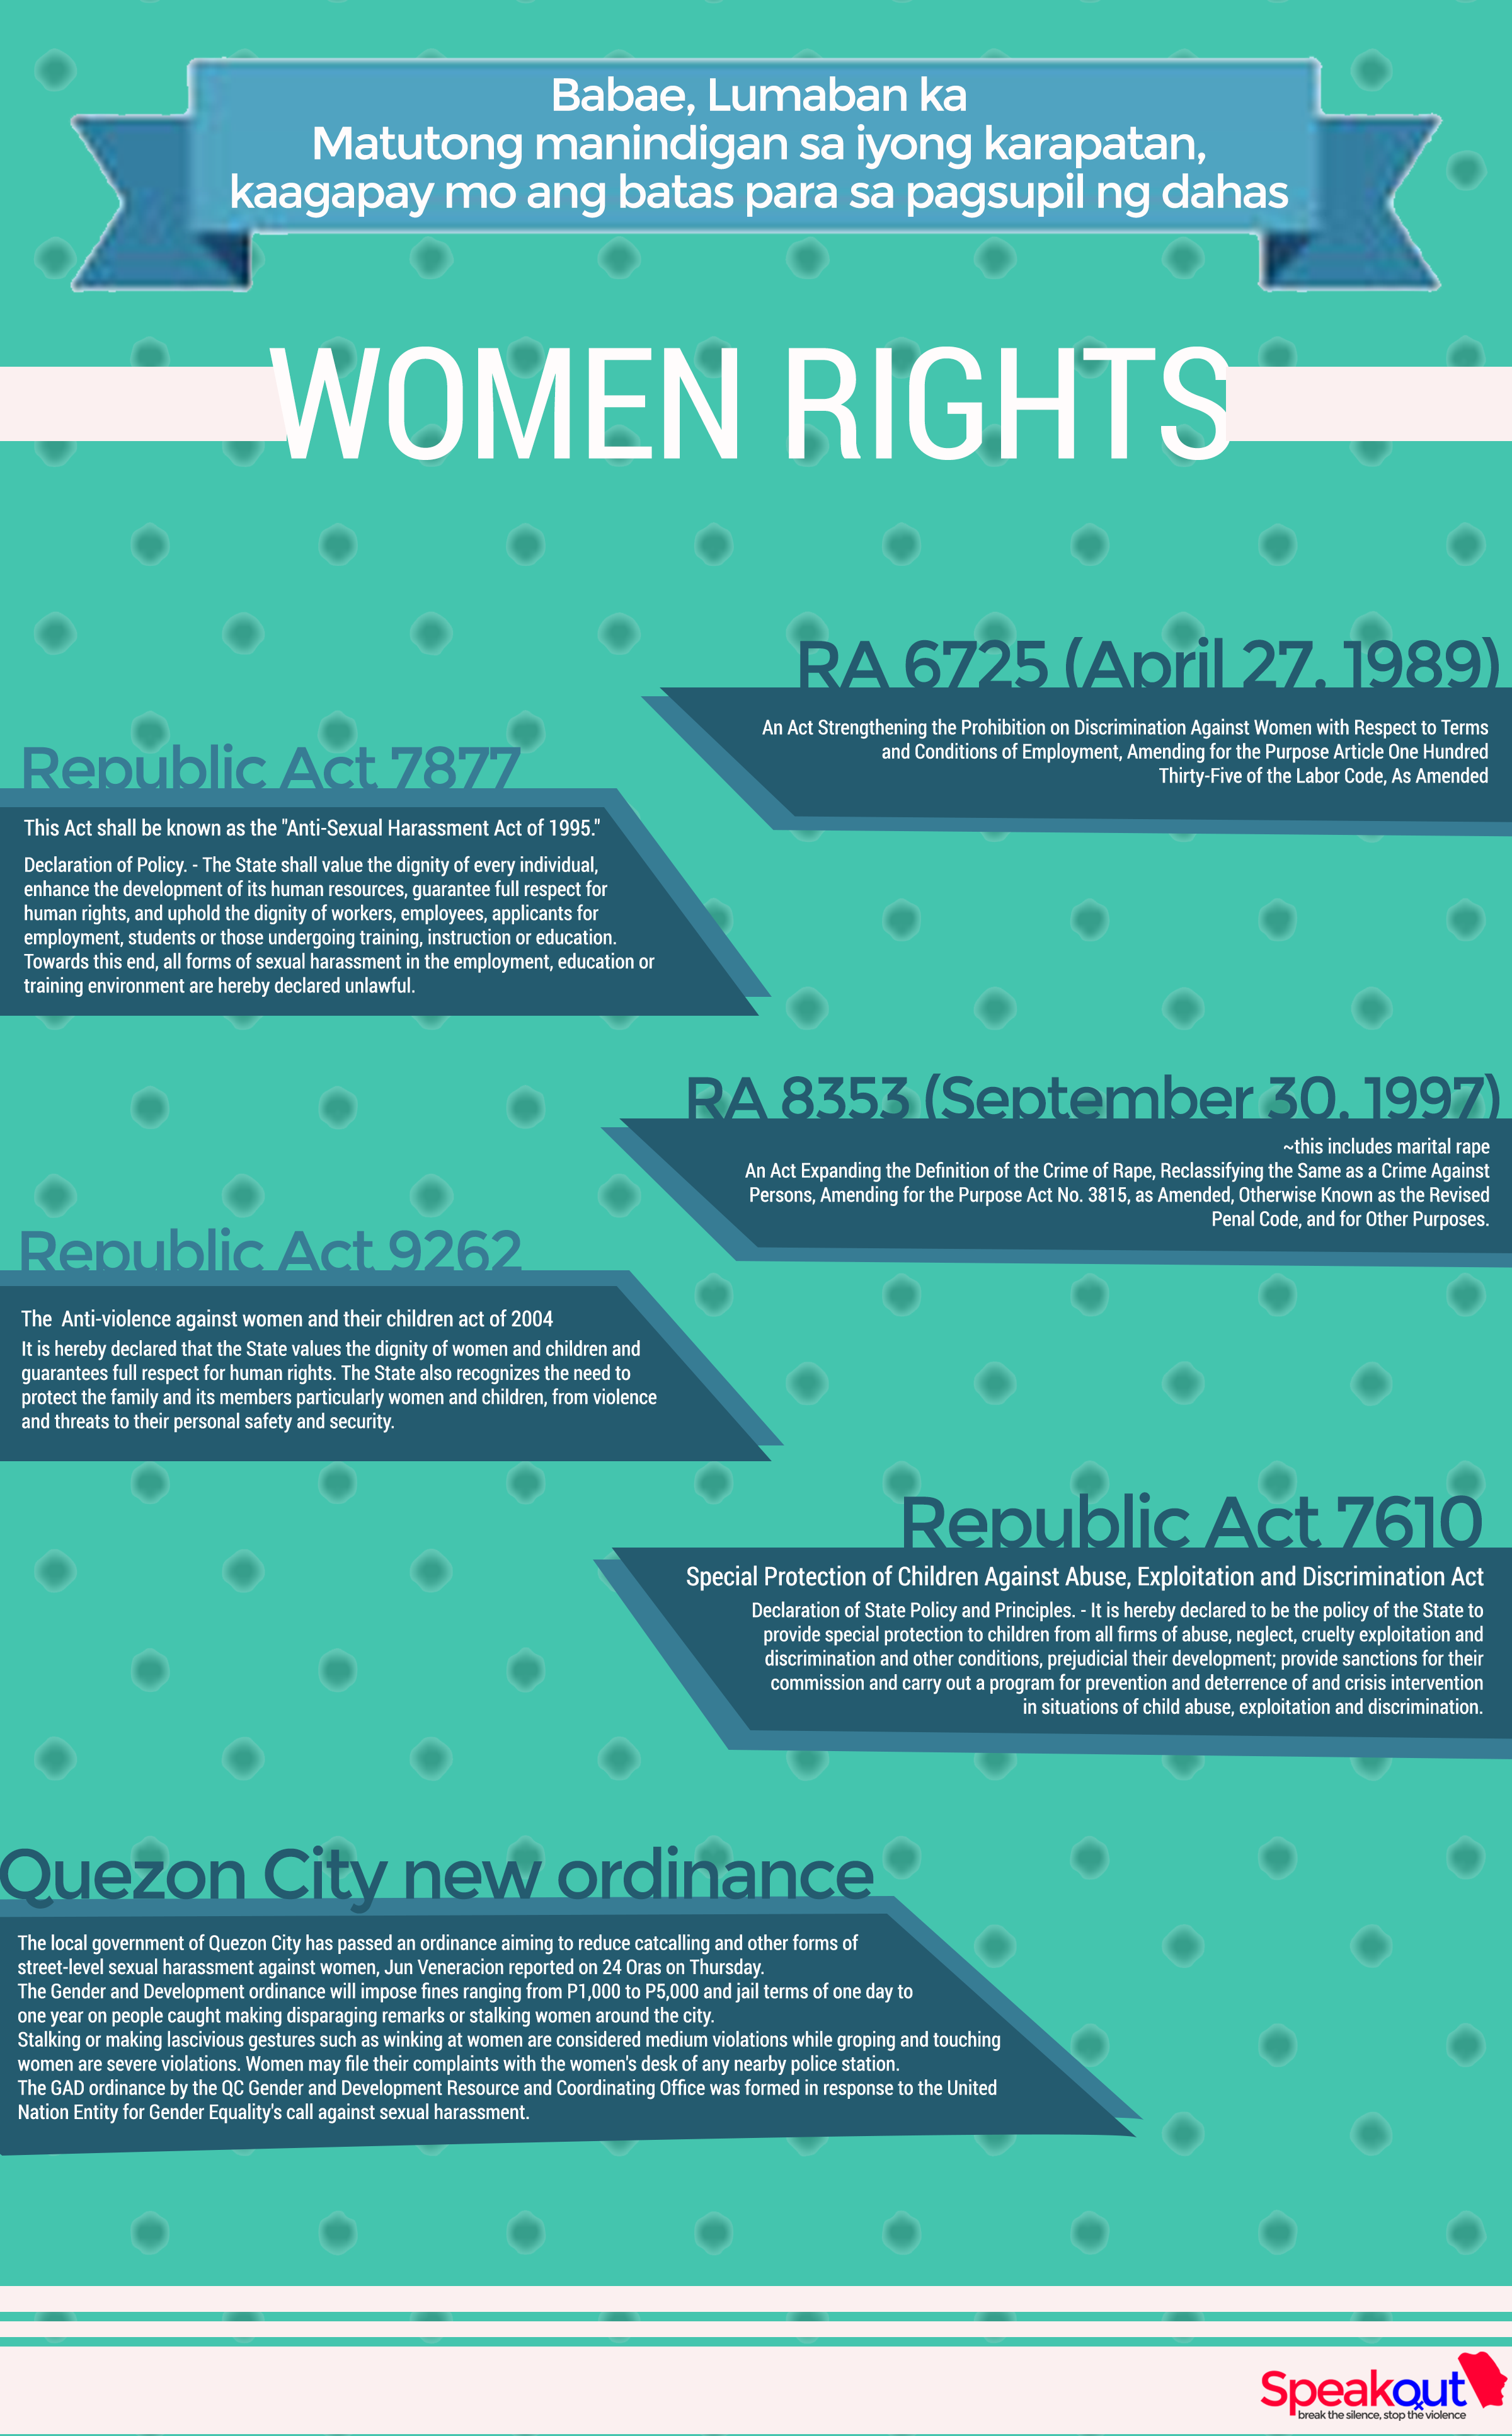 Babae, Lumaban ka
Matutong manindigan sa iyong karapatan,
kaagapay mo ang batas para sa pagsupil ng dahas
WOMEN RIGHTS
RA 6725 (April 27, 1989)
An Act Strengthening the Prohibition on Discrimination Against Women with Respect to Terms
and Conditions of Employment, Amending for the Purpose Article One Hundred
Thirty-Five of the Labor Code, As Amended
Republic Act 7877
This Act shall be known as the "Anti-Sexual Harassment Act of 1995."
Declaration of Policy. - The State shall value the dignity of every individual,
enhance the development of its human resources, guarantee full respect for
human rights, and uphold the dignity of workers, employees, applicants for
employment, students or those undergoing training, instruction or education.
Towards this end, all forms of sexual harassment in the employment, education or
training environment are hereby declared unlawful.
RA 8353 (September 30, 1997)
~this includes marital rape
An Act Expanding the Definition of the Crime of Rape, Reclassifying the Same as a Crime Against
Persons, Amending for the Purpose Act No. 3815, as Amended, Otherwise Known as the Revised
Penal Code, and for Other Purposes.
Republic Act 9262
The Anti-violence against women and their children act of 2004
It is hereby declared that the State values the dignity of women and children and
guarantees full respect for human rights. The State also recognizes the need to
protect the family and its members particularly women and children, from violence
and threats to their personal safety and security.
Republic Act 7610
Special Protection of Children Against Abuse, Exploitation and Discrimination Act
Declaration of State Policy and Principles. - It is hereby declared to be the policy of the State to
provide special protection to children from all firms of abuse, neglect, cruelty exploitation and
discrimination and other conditions, prejudicial their development; provide sanctions for their
commission and carry out a program for prevention and deterrence of and crisis intervention
in situations of child abuse, exploitation and discrimination.
Quezon City new ordinance
The local government of Quezon City has passed an ordinance aiming to reduce catcalling and other forms of
street-level sexual harassment against women, Jun Veneracion reported on 24 Oras on Thursday.
The Gender and Development ordinance will impose fines ranging from P1,000 to P5,000 and jail terms of one day to
one year on people caught making disparaging remarks or stalking women around the city.
Stalking or making lascivious gestures such as winking at women are considered medium violations while groping and touching
women are severe violations. Women may file their complaints with the women's desk of any nearby police station.
The GAD ordinance by the QC Gender and Development Resource and Coordinating Office was formed in response to the United
Nation Entity for Gender Equality's call against sexual harassment.
Speakout
break the silence, stop the violence